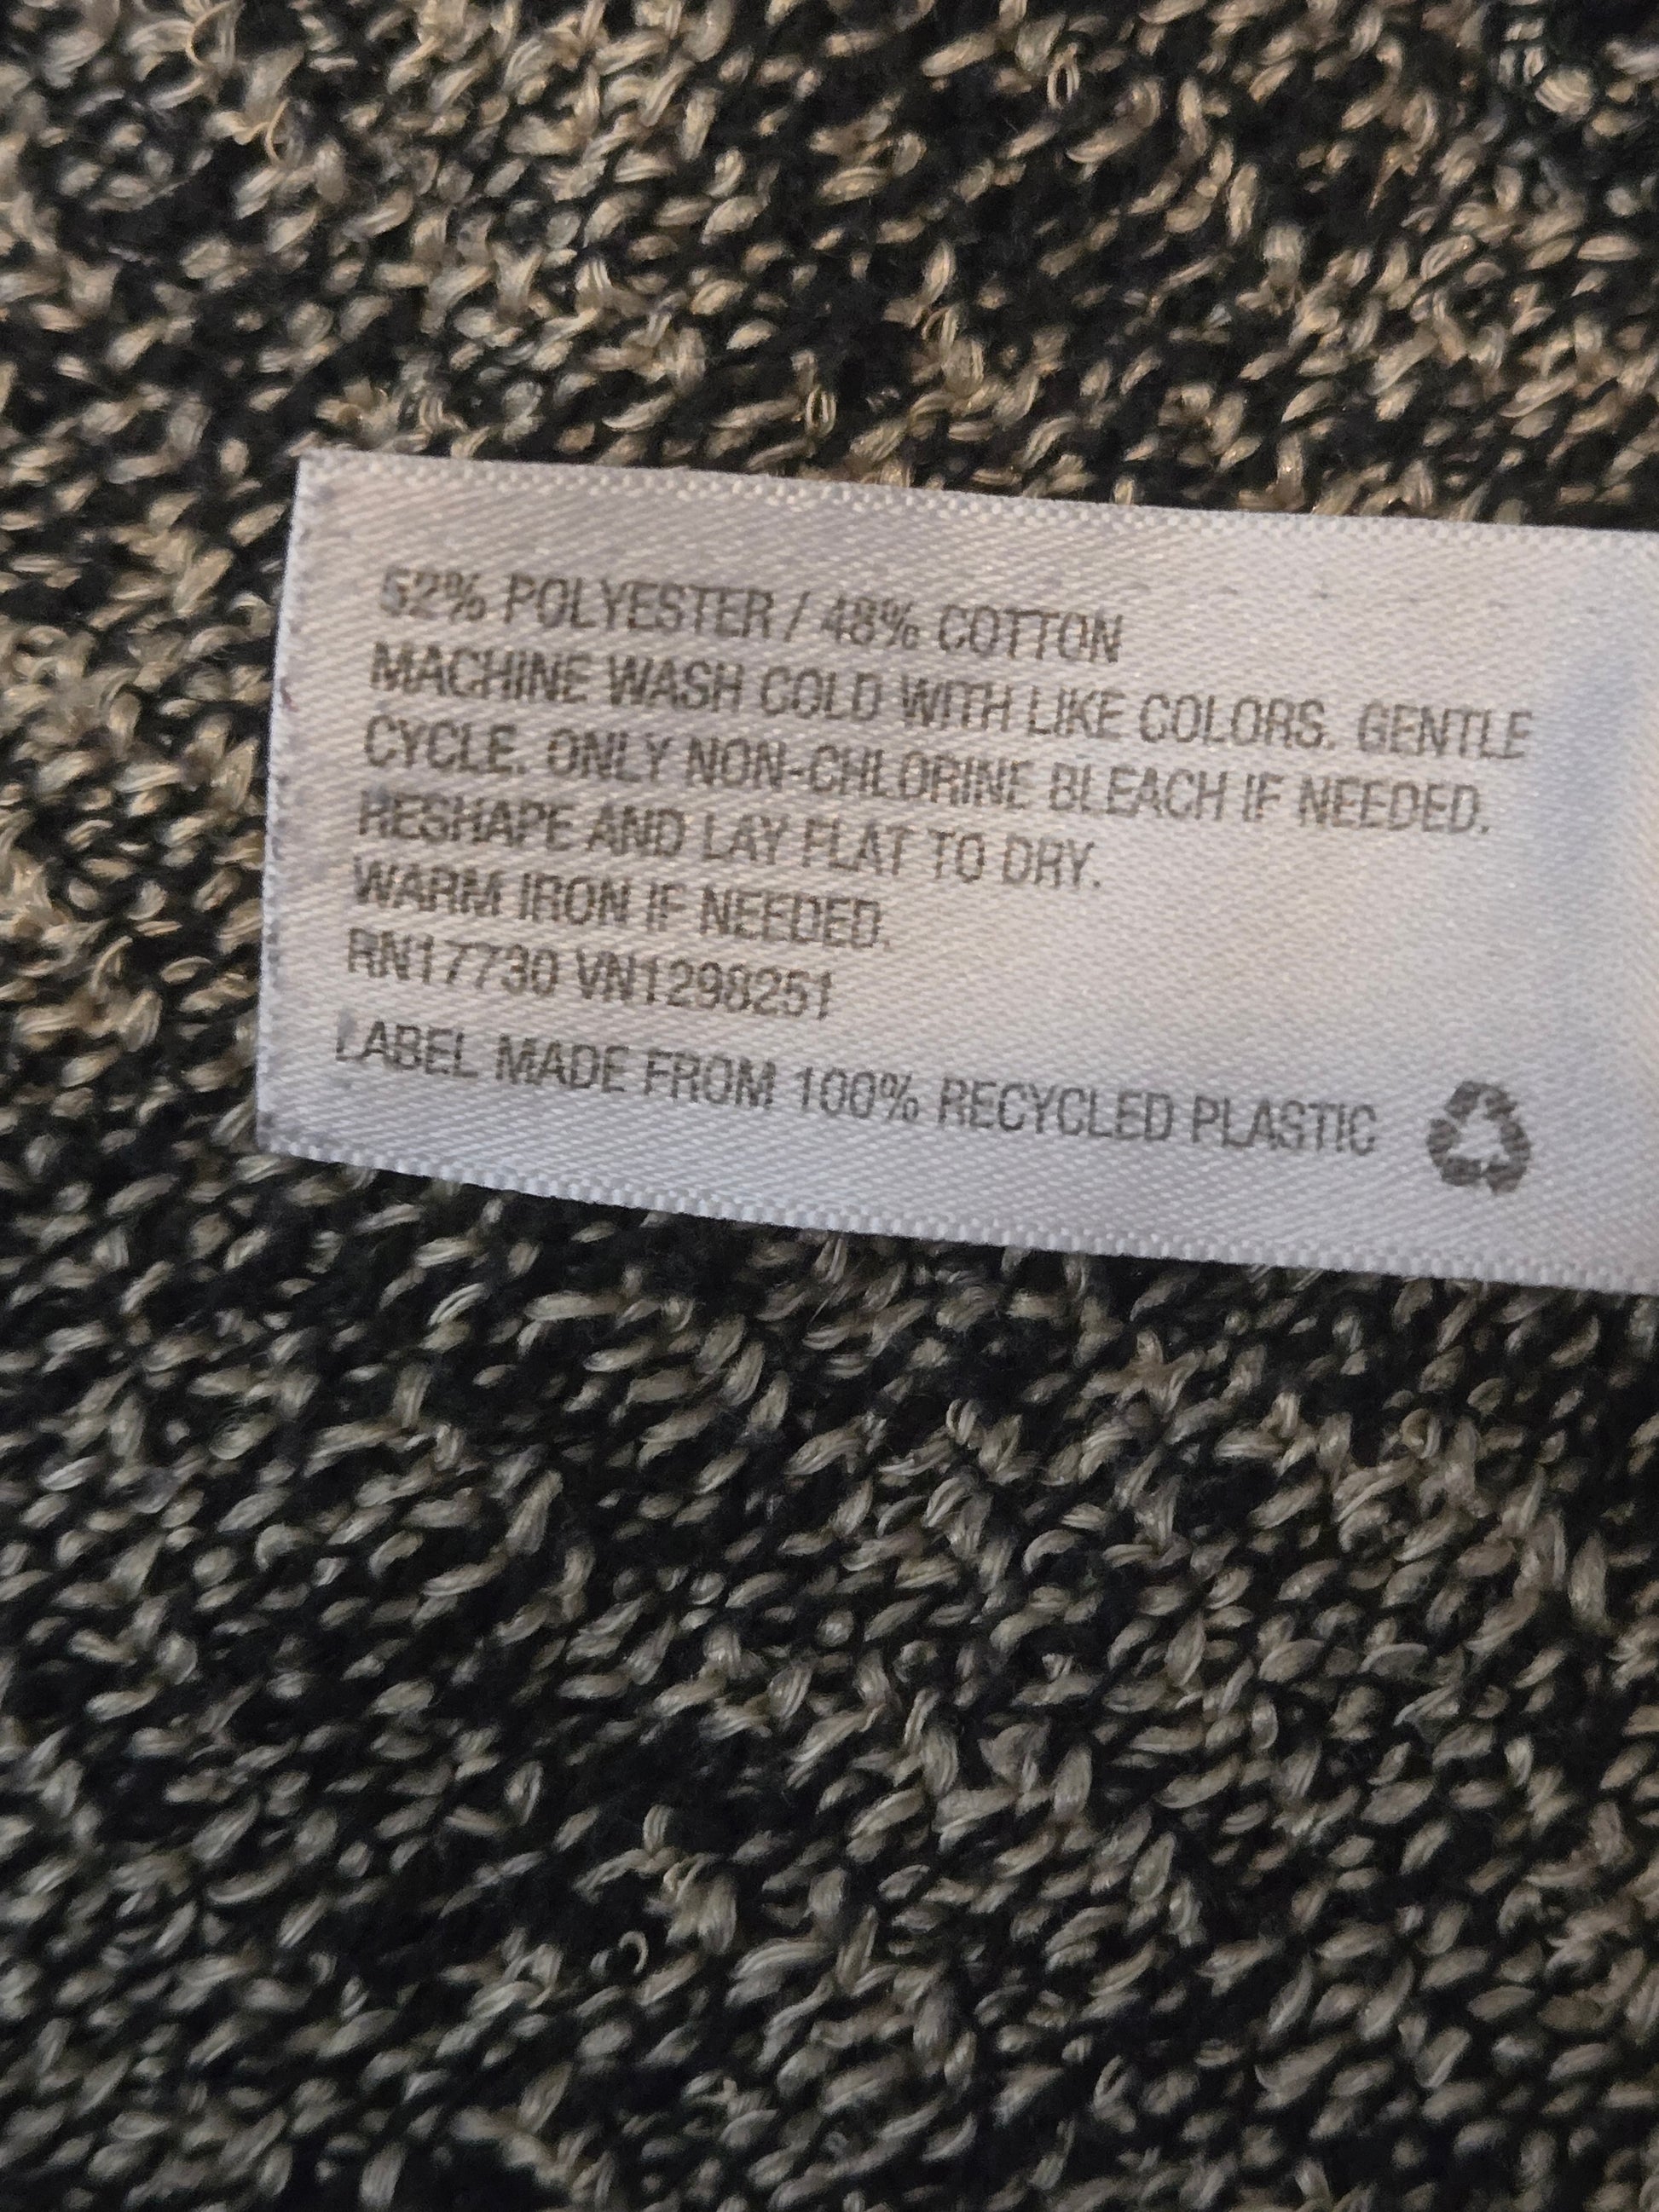 52% POLYESTER / 48% COTTON
MACHINE WASH COLD WITH LIKE COLORS. GENTLE
CYCLE. ONLY NON-CHLORINE BLEACH IF NEEDED.
RESHAPE AND LAY FLAT TO DRY.
WARM IRON IF NEEDED.
RN17730 VN1298251
LABEL MADE FROM 100% RECYCLED PLASTIC